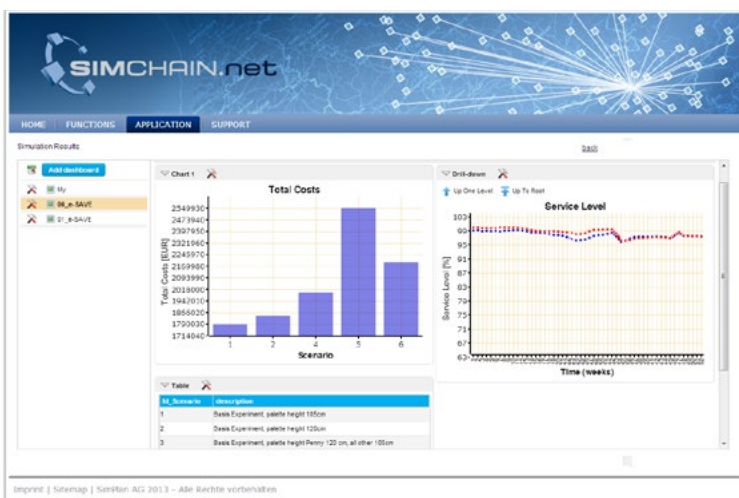 SIMCHAIN.net
HOME FUNCTIONS APPLICATION SUPPORT
Simulation Results
back
Add dashboard
My
00_e-SAVE
01_e-SAVE
Chart 1
Total Costs
Total Costs [EUR]
2549930
2473940
2397950
2321960
2245970
2169980
2093990
2018000
1942010
1866020
1790030
1714040
1 2 4 5 6
Scenario
Drill-down
Up One Level Up To Root
Service Level
Service Level [%]
103
99
95
91
87
83
79
75
71
67
63
Time (weeks)
Table
Id_Scenario description
1 Basis Experiment, palette height 105cm
2 Basis Experiment, palette height 120cm
3 Basis Experiment, palette height Penny 120 cm, all other 105cm
Imprint | Sitemap | SimPlan AG 2013 - Alle Rechte vorbehalten